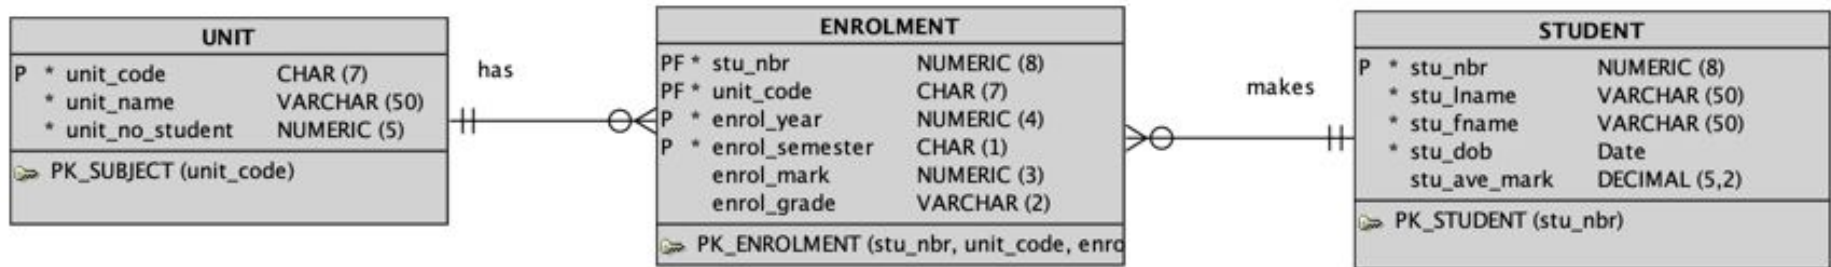 UNIT
P * unit_code CHAR (7)
* unit_name VARCHAR (50)
* unit_no_student NUMERIC (5)
PK_SUBJECT (unit_code)
has
ENROLMENT
PF * stu_nbr NUMERIC (8)
PF * unit_code CHAR (7)
P * enrol_year NUMERIC (4)
P * enrol_semester CHAR (1)
enrol_mark NUMERIC (3)
enrol_grade VARCHAR (2)
PK_ENROLMENT (stu_nbr, unit_code, enro
makes
STUDENT
P * stu_nbr NUMERIC (8)
* stu_lname VARCHAR (50)
* stu_fname VARCHAR (50)
* stu_dob Date
stu_ave_mark DECIMAL (5,2)
PK_STUDENT (stu_nbr)